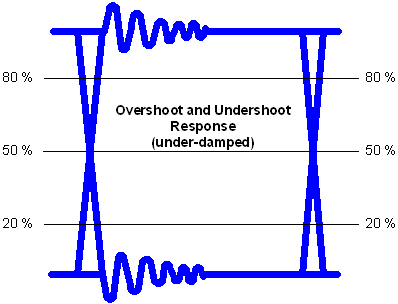 80 %
80 %
Overshoot and Undershoot
Response
(under-damped)
50 %
50 %
20 %
20 %